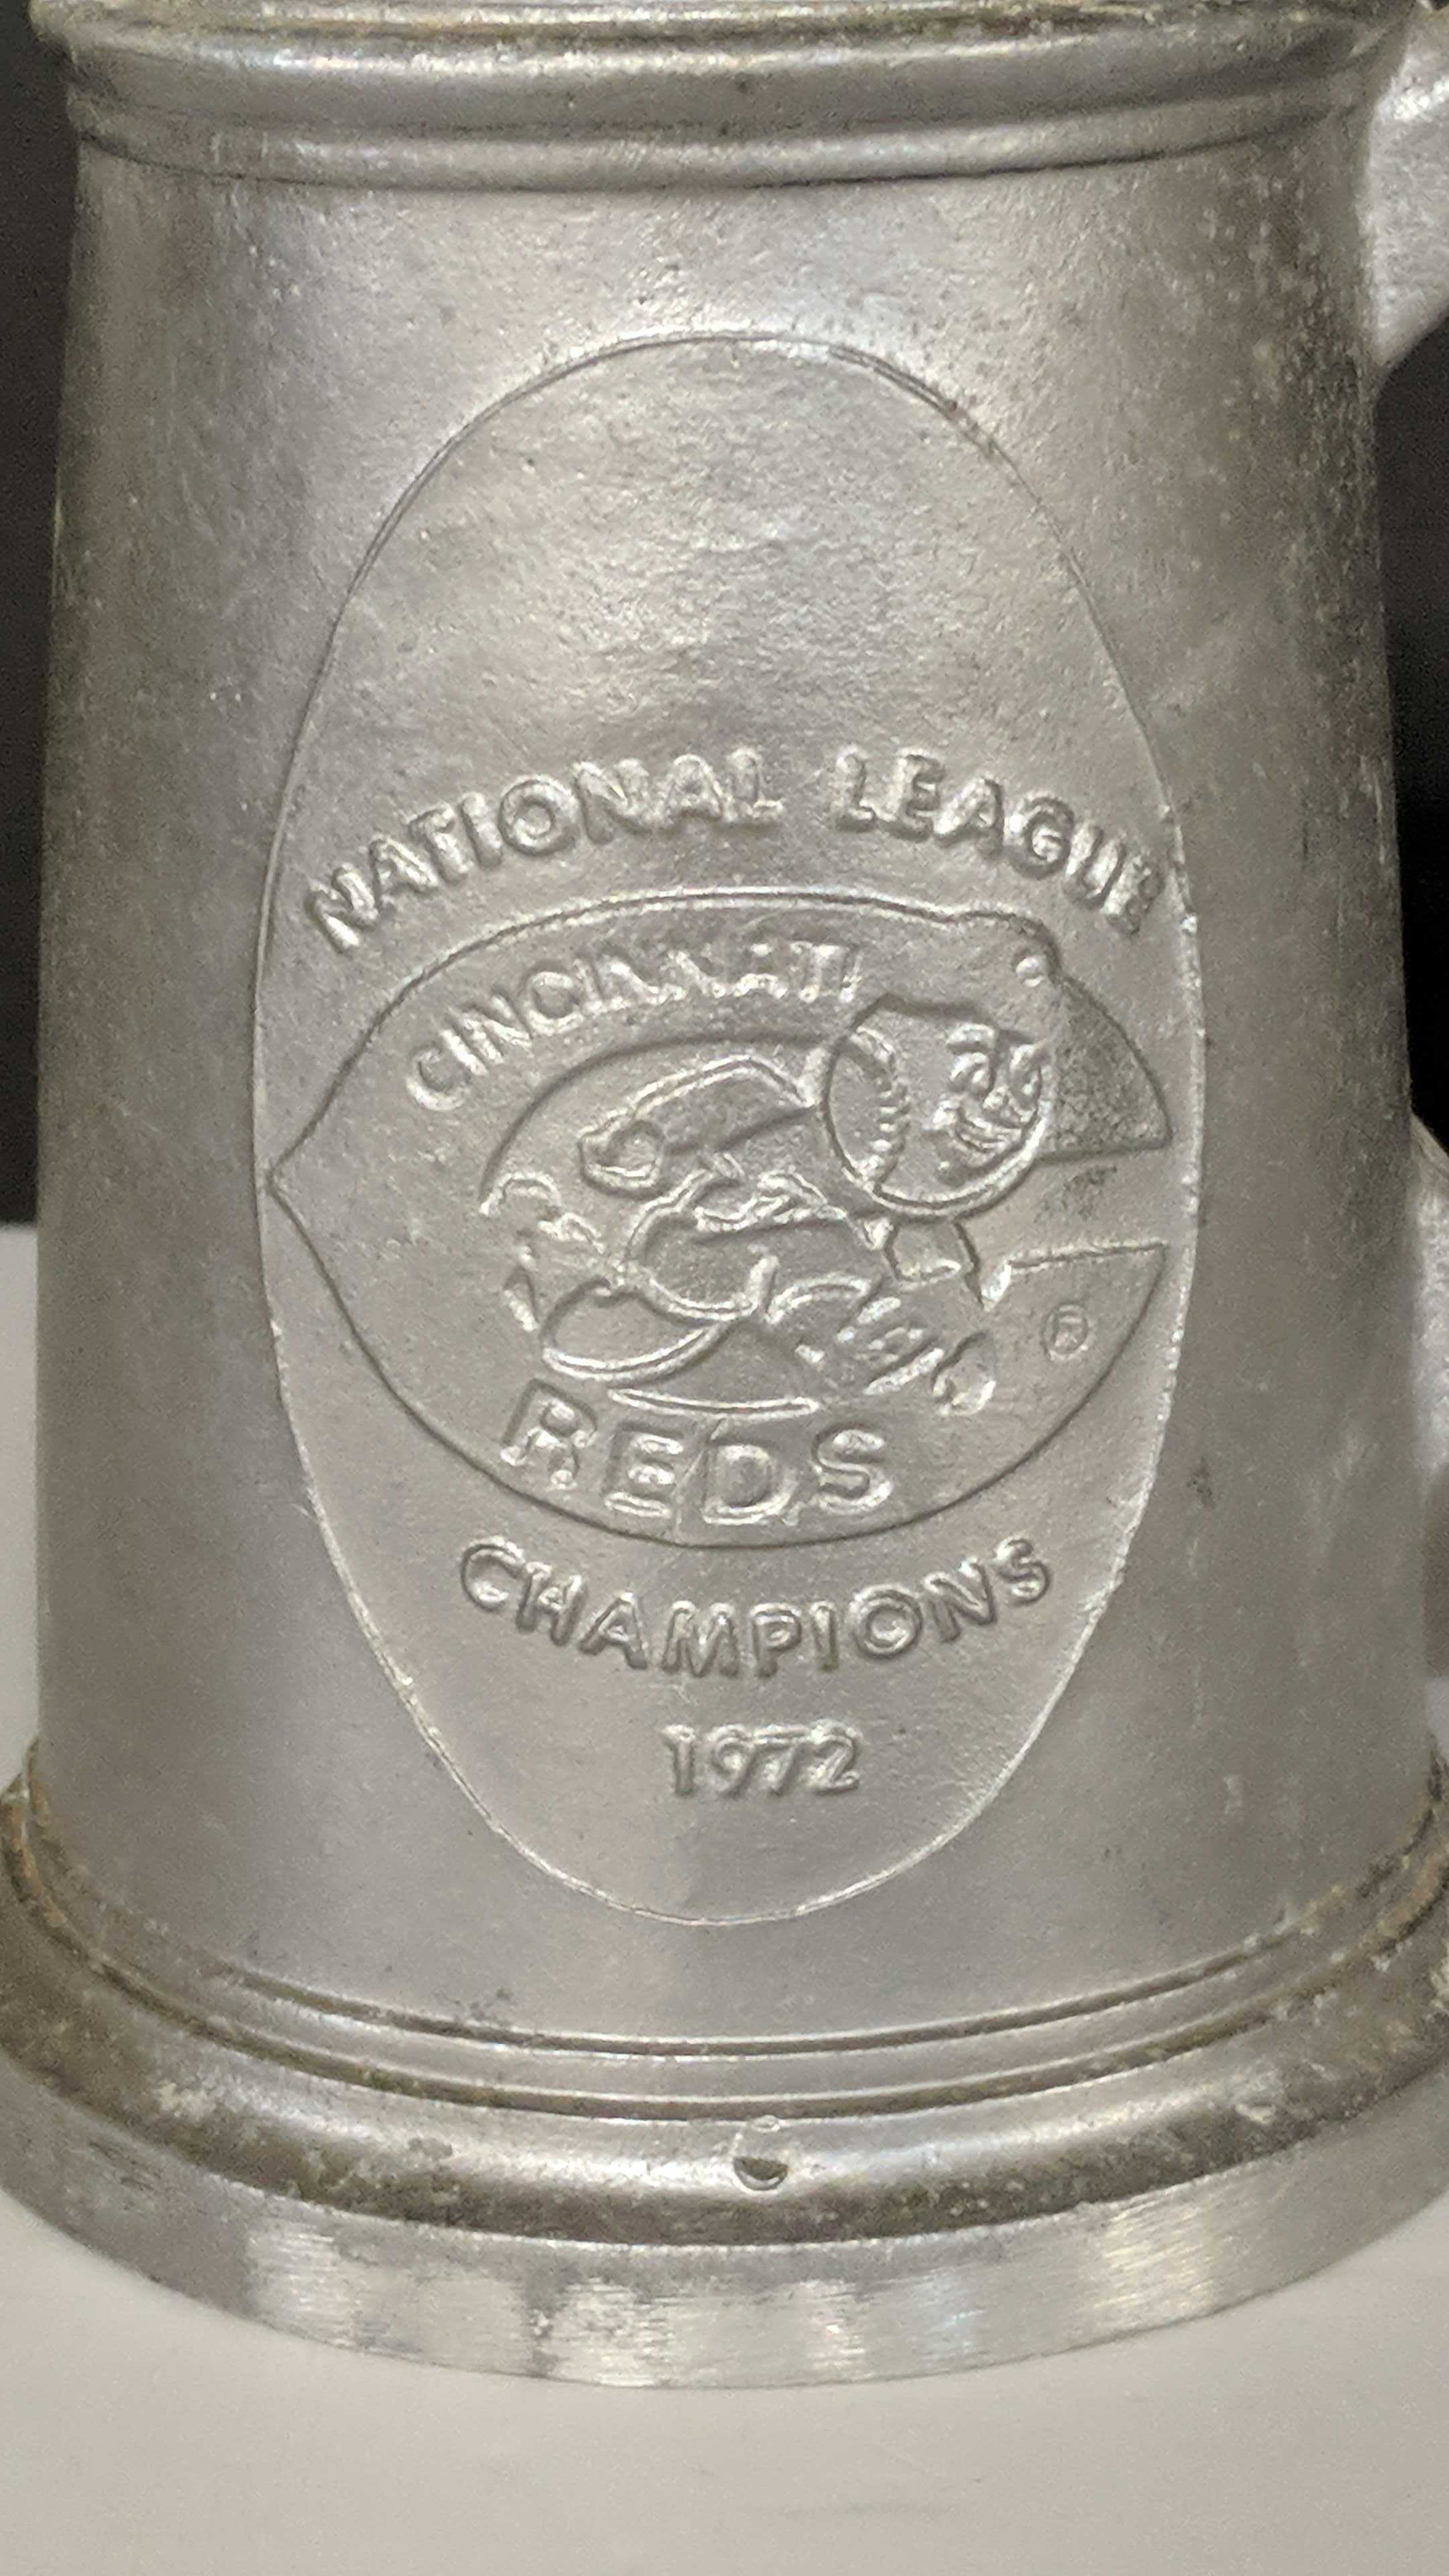 NATIONAL LEAGUE
CINCINNATI
®
REDS
CHAMPIONS
1972